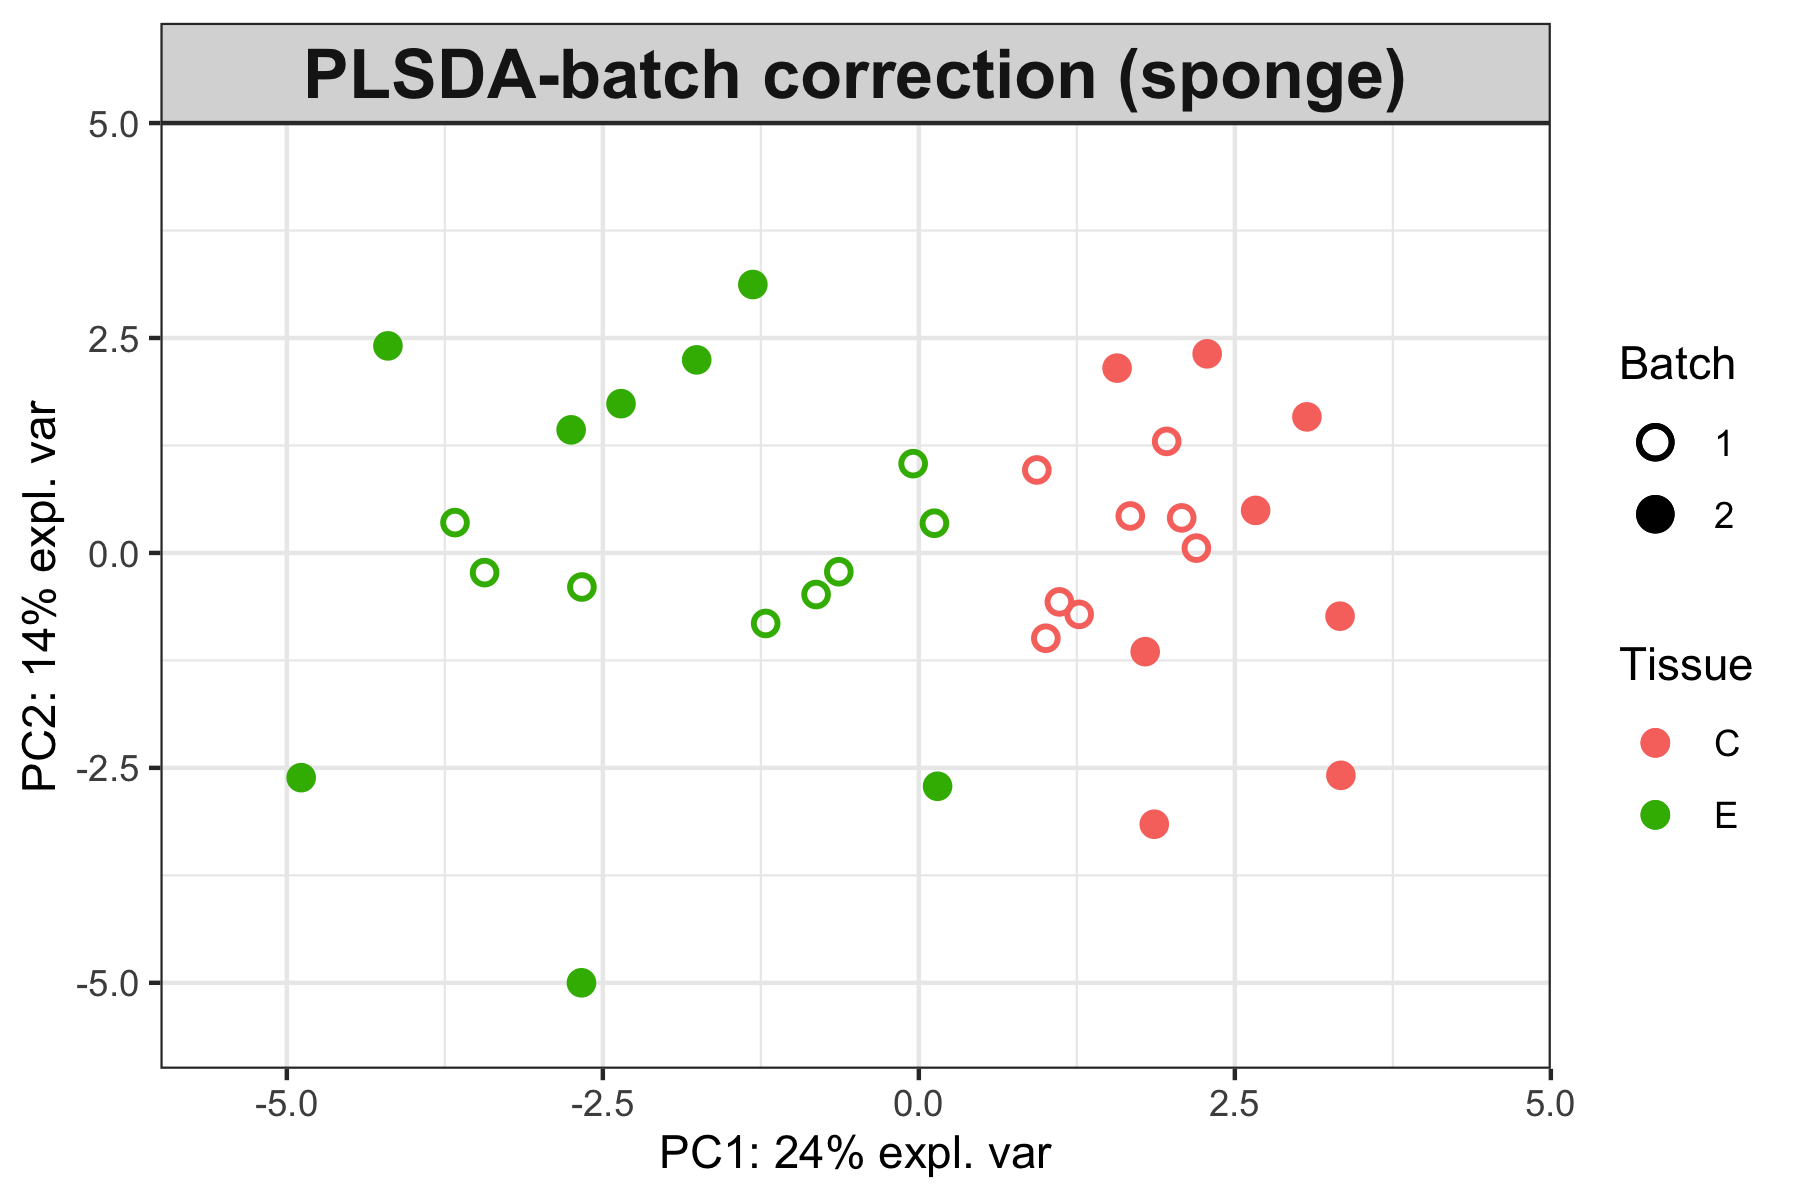 PLSDA-batch correction (sponge)
5.0
2.5
0.0
-2.5
-5.0
PC2: 14% expl. var
-5.0 -2.5 0.0 2.5 5.0
PC1: 24% expl. var
Batch
1
2
Tissue
C
E